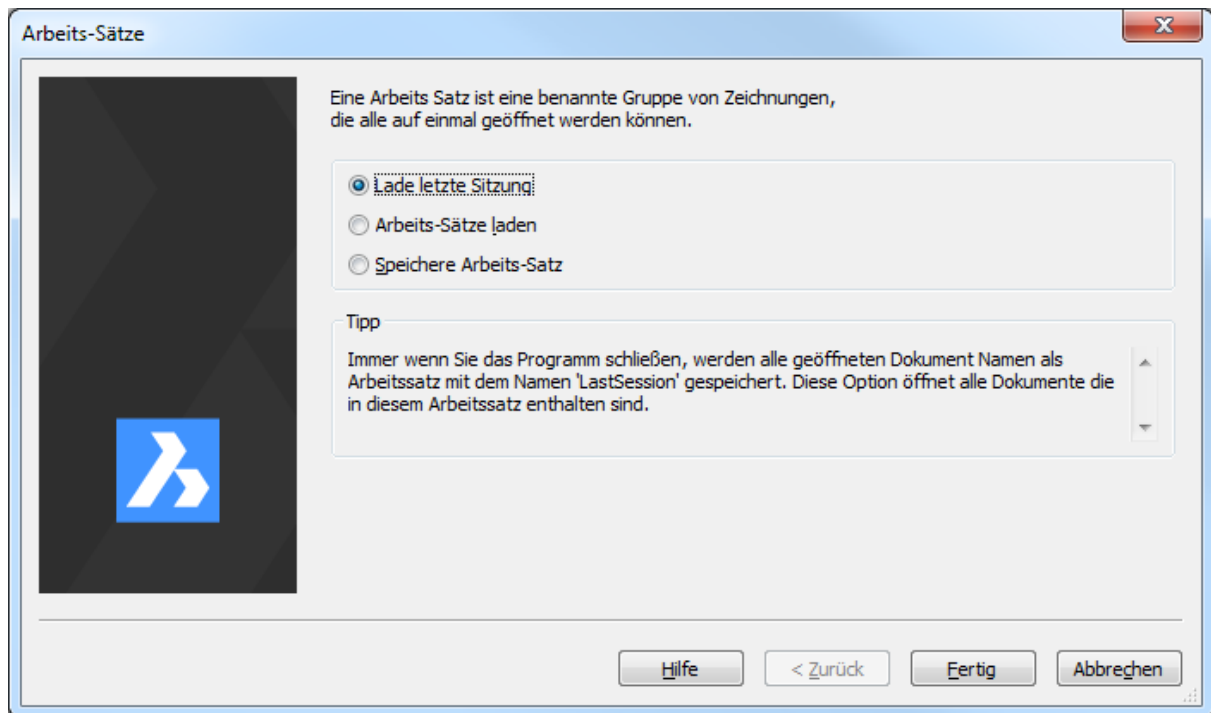 Arbeits-Sätze
Eine Arbeits Satz ist eine benannte Gruppe von Zeichnungen,
die alle auf einmal geöffnet werden können.
Lade letzte Sitzung
Arbeits-Sätze laden
Speichere Arbeits-Satz
Tipp
Immer wenn Sie das Programm schließen, werden alle geöffneten Dokument Namen als
Arbeitssatz mit dem Namen 'LastSession' gespeichert. Diese Option öffnet alle Dokumente die
in diesem Arbeitssatz enthalten sind.
Hilfe
< Zurück
Fertig
Abbrechen